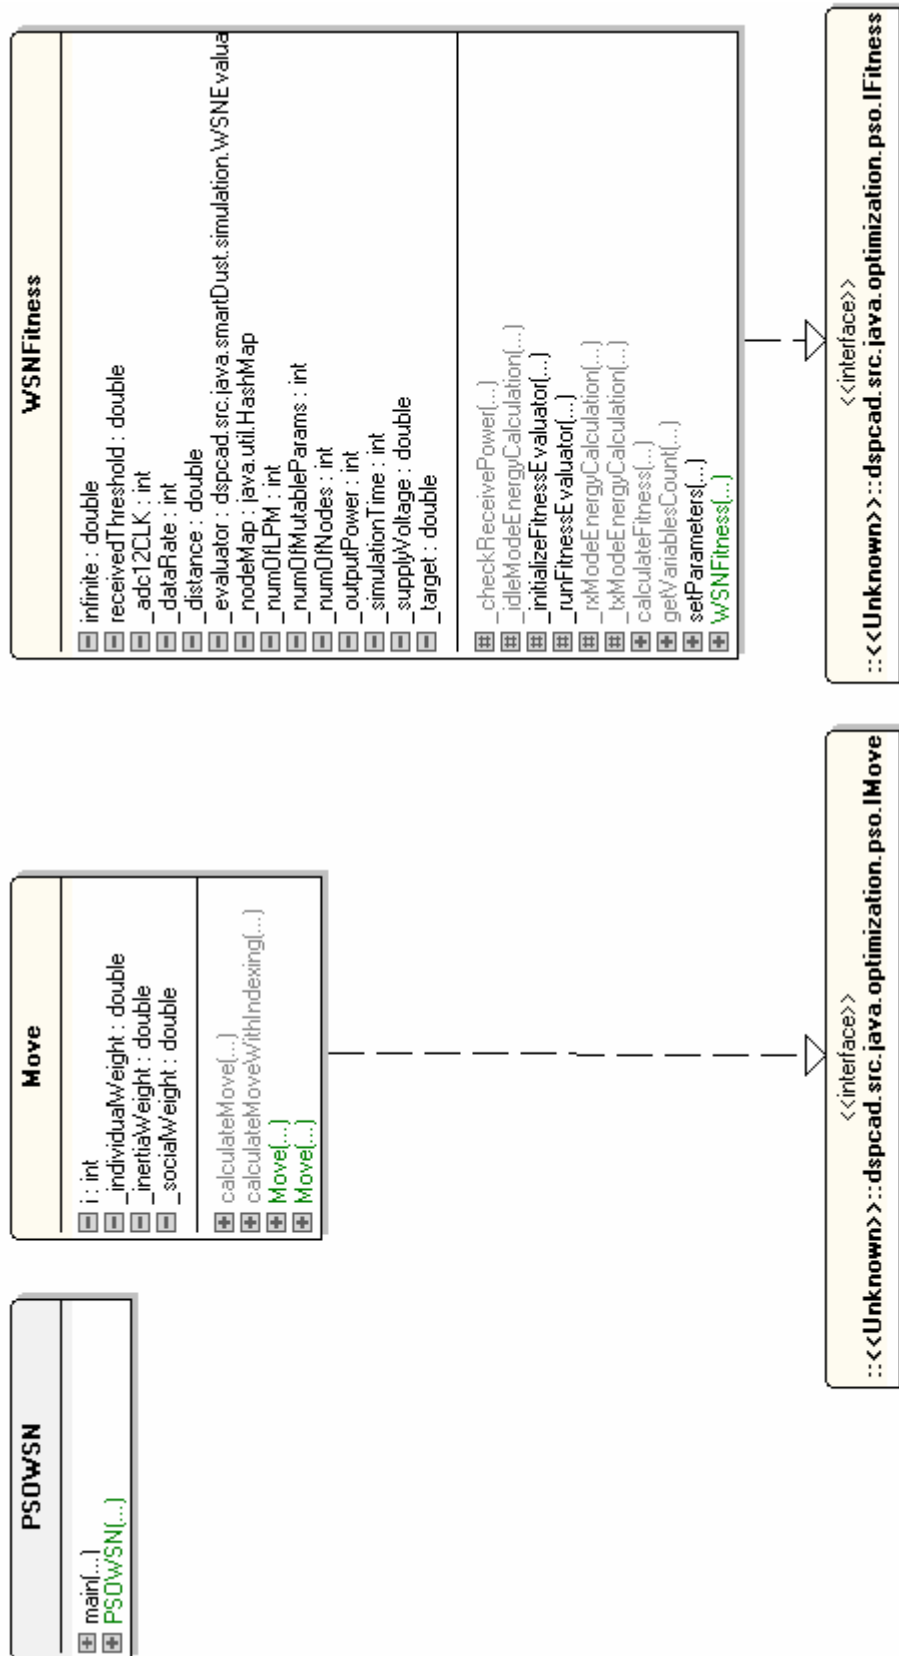 PSOWSN
main(...)
PSOWSN(...)
Move
i : int
_individualWeight : double
_inertiaWeight : double
_socialWeight : double
calculateMove(...)
calculateMoveWithIndexing(...)
Move(...)
Move(...)
WSNFitness
infinite : double
receivedThreshold : double
_adc12CLK : int
_dataRate : int
_distance : double
_evaluator : dspcad.src.java.smartDust.simulation.WSNEvalua
_nodeMap : java.util.HashMap
_numOfLPM : int
_numOfMutableParams : int
_numOfNodes : int
_outputPower : int
_simulationTime : int
_supplyVoltage : double
_target : double
_checkReceivePower(...)
_idleModeEnergyCalculation(...)
_initializeFitnessEvaluator(...)
_runFitnessEvaluator(...)
_rxModeEnergyCalculation(...)
_txModeEnergyCalculation(...)
calculateFitness(...)
getVariablesCount(...)
setParameters(...)
WSNFitness(...)
<<interface>>
::<<Unknown>>::dspcad.src.java.optimization.pso.IMove
<<interface>>
::<<Unknown>>::dspcad.src.java.optimization.pso.IFitness